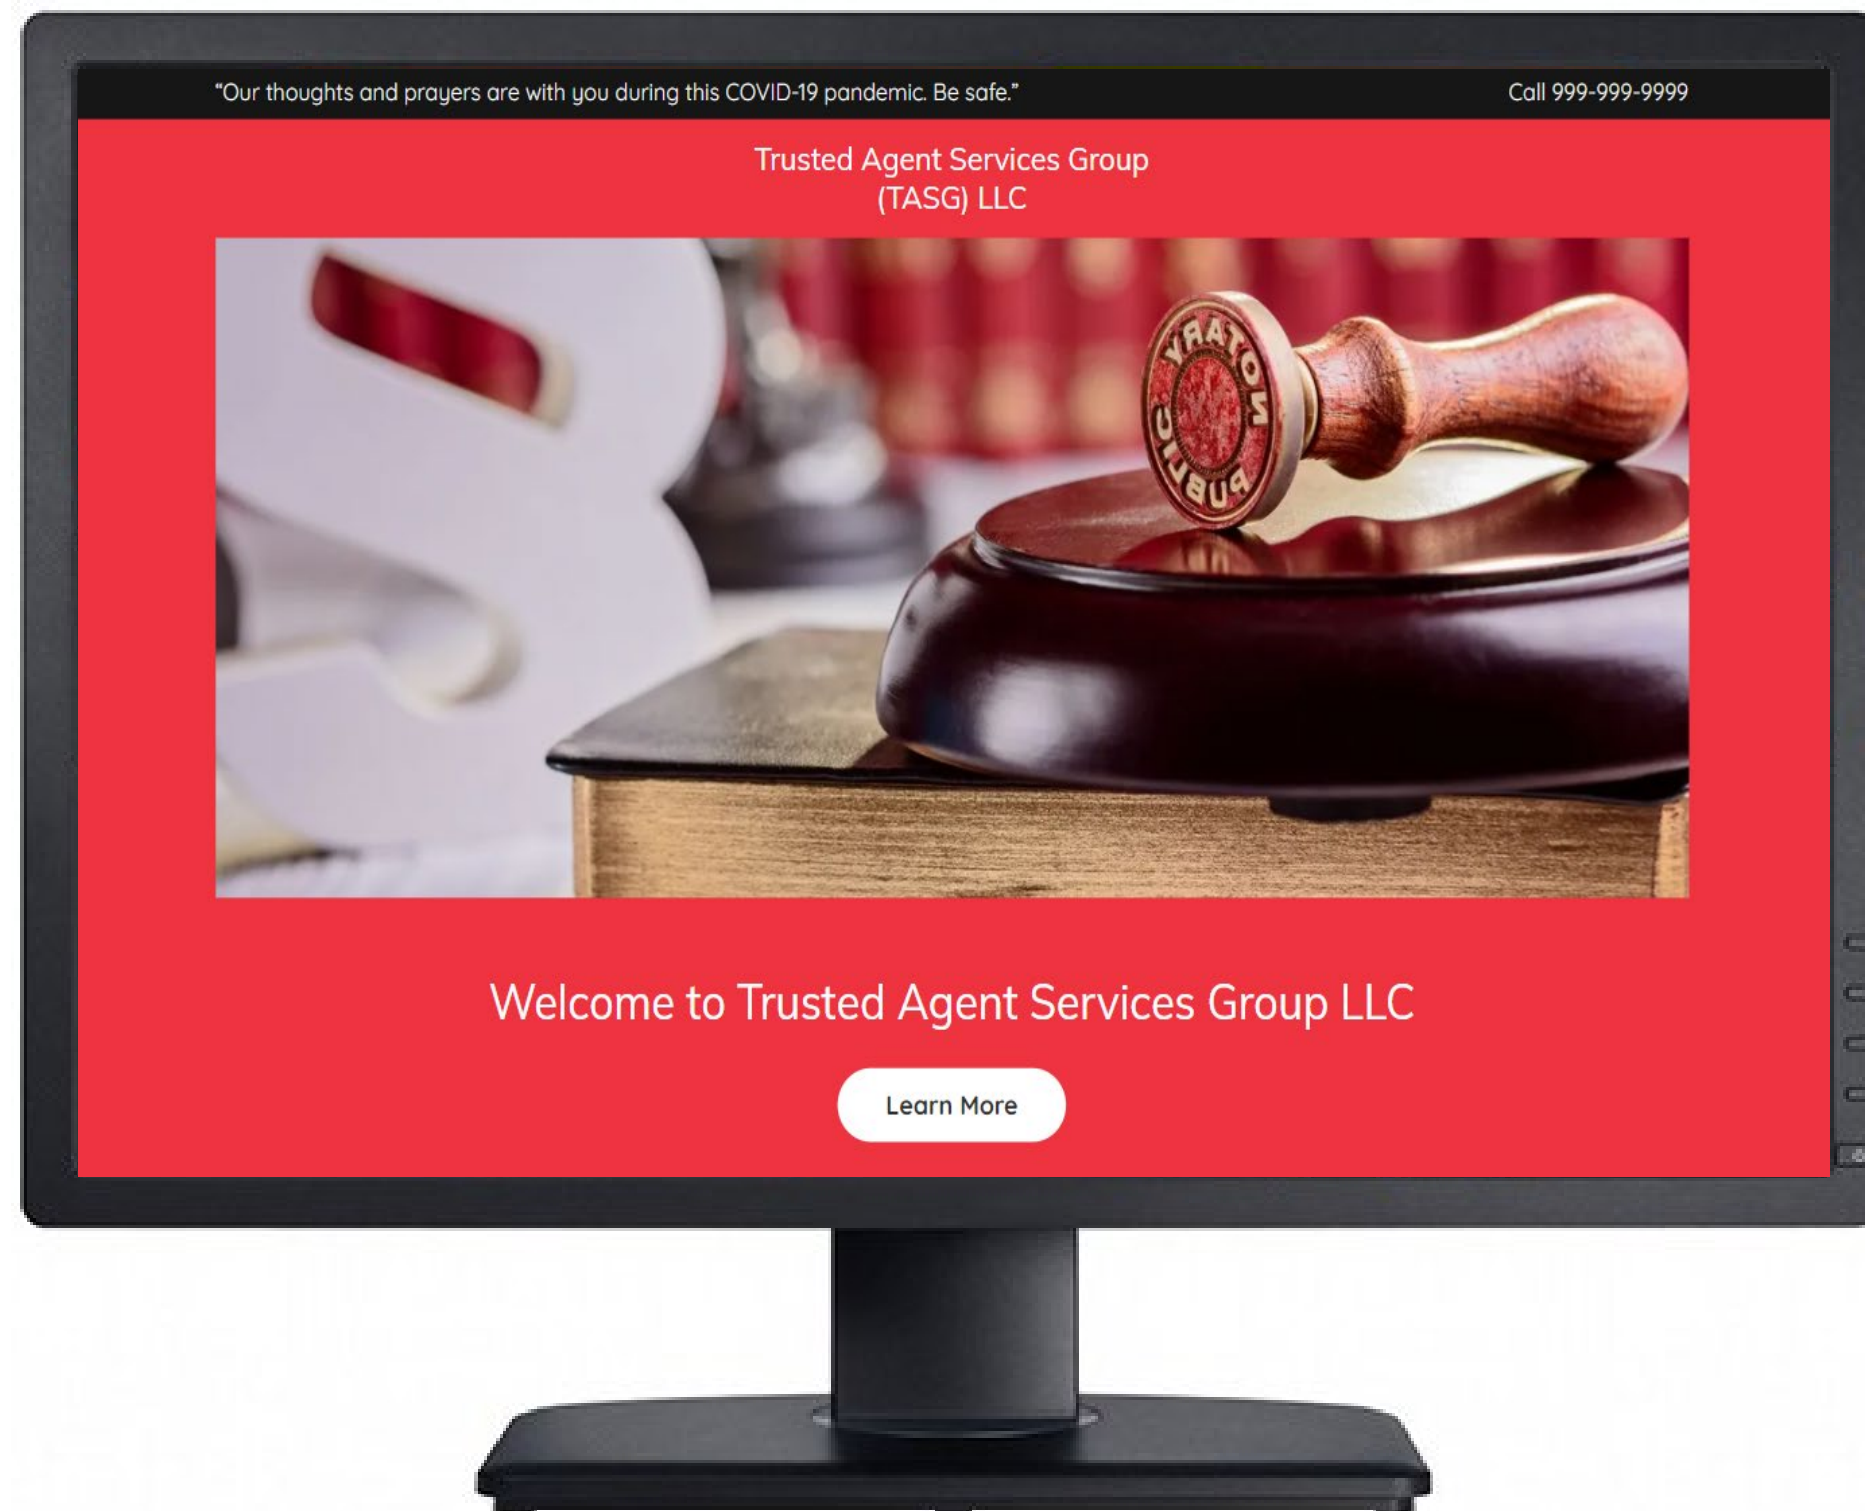 “Our thoughts and prayers are with you during this COVID-19 pandemic. Be safe.”
Call 999-999-9999
Trusted Agent Services Group
(TASG) LLC
NOTARY PUBLIC
Welcome to Trusted Agent Services Group LLC
Learn More